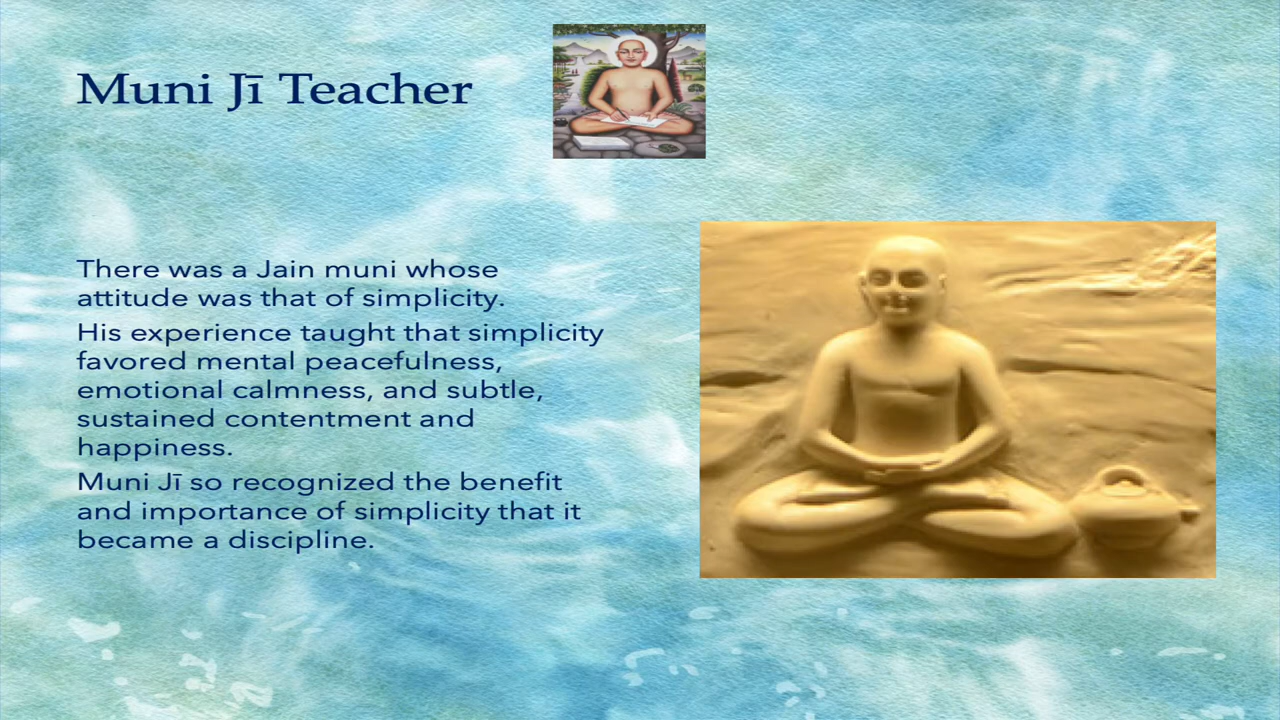 Muni Jī Teacher
There was a Jain muni whose
attitude was that of simplicity.
His experience taught that simplicity
favored mental peacefulness,
emotional calmness, and subtle,
sustained contentment and
happiness.
Muni Jī so recognized the benefit
and importance of simplicity that it
became a discipline.